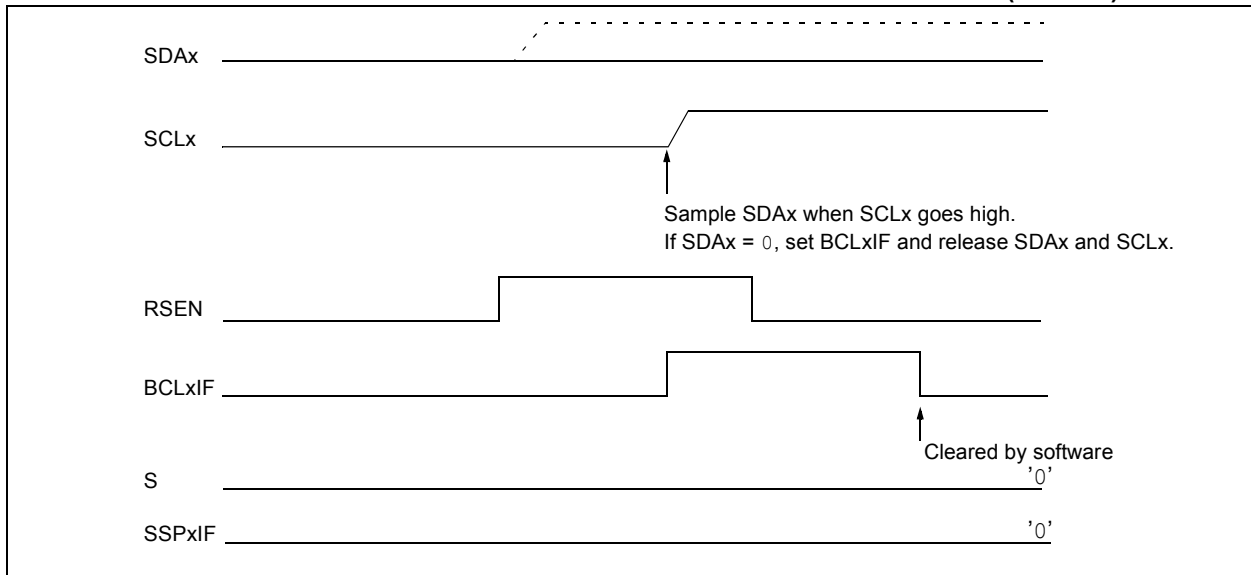 SDAx
SCLx
Sample SDAx when SCLx goes high.
If SDAx = 0, set BCLxIF and release SDAx and SCLx.
RSEN
BCLxIF
Cleared by software
S
'0'
SSPxIF
'0'